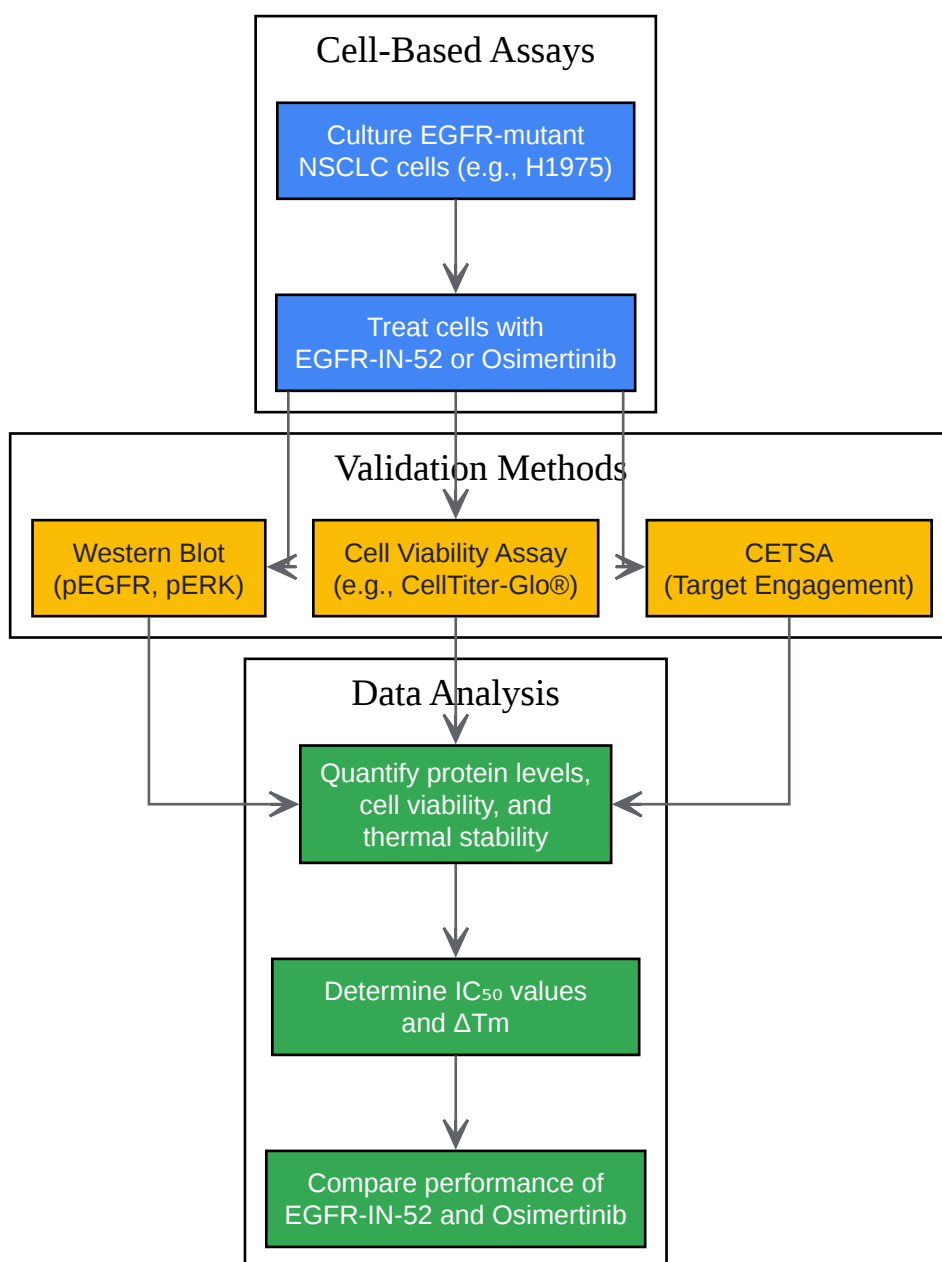 Cell-Based Assays
Culture EGFR-mutant
NSCLC cells (e.g., H1975)
Treat cells with
EGFR-IN-52 or Osimertinib
Validation Methods
Western Blot
(pEGFR, pERK)
Cell Viability Assay
(e.g., CellTiter-Glo®)
CETSA
(Target Engagement)
Data Analysis
Quantify protein levels,
cell viability, and
thermal stability
Determine IC₅₀ values
and ΔTm
Compare performance of
EGFR-IN-52 and Osimertinib